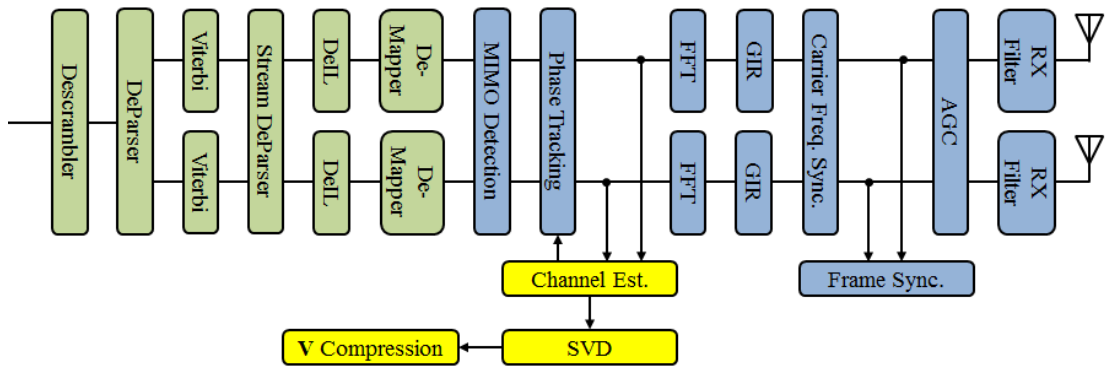 Descrambler
DeParser
Viterbi
Viterbi
Stream DeParser
DeIL
DeIL
De-
Mapper
De-
Mapper
MIMO Detection
Phase Tracking
FFT
FFT
GIR
GIR
Carrier Freq. Sync.
AGC
RX
Filter
RX
Filter
Channel Est.
Frame Sync.
V Compression
SVD